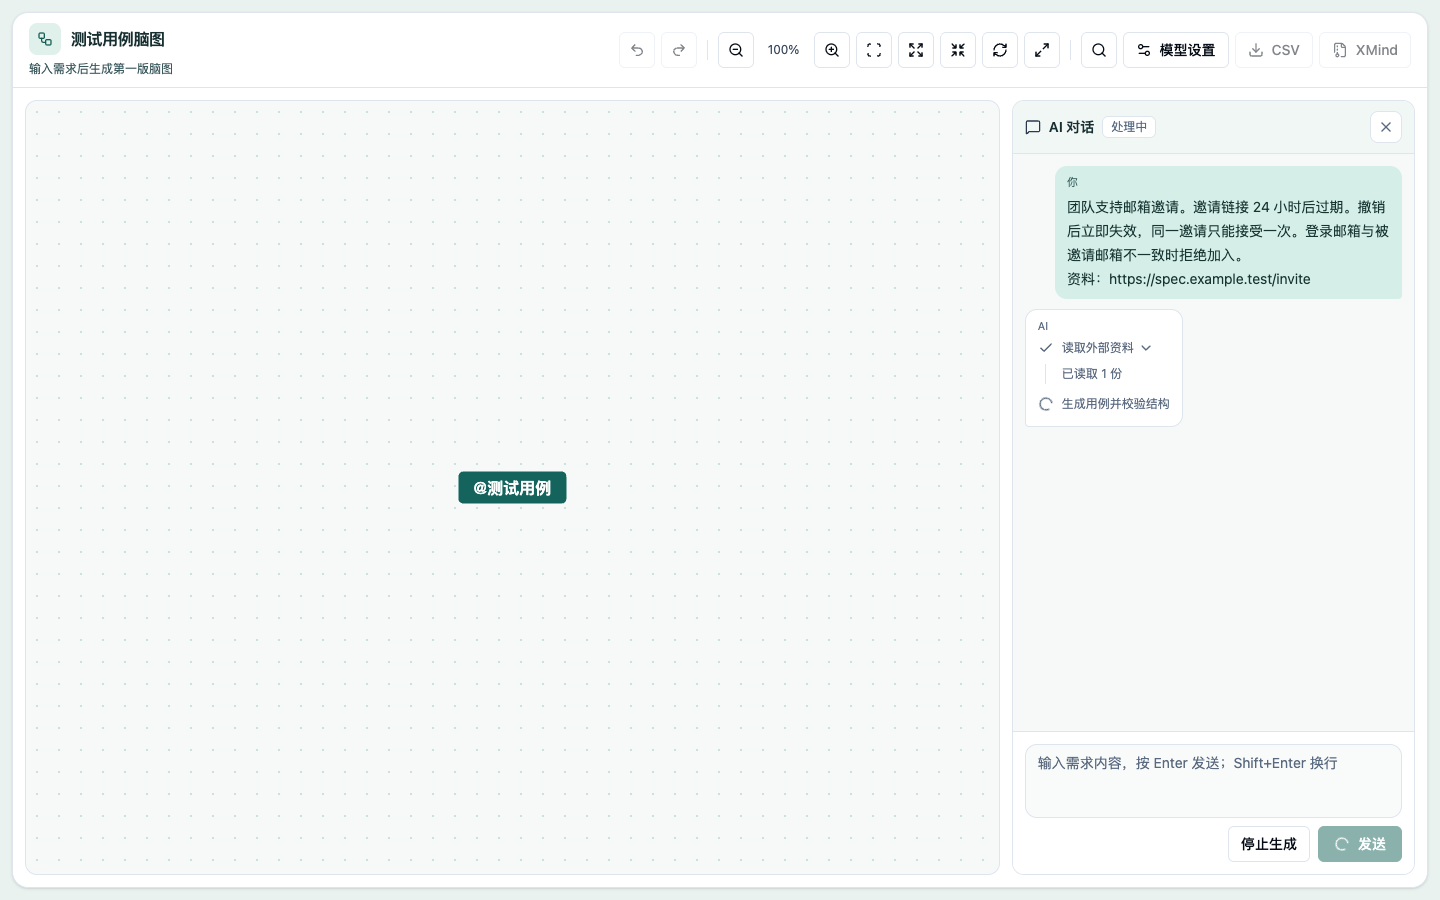 测试用例脑图
输入需求后生成第一版脑图
100%
模型设置
CSV
XMind
@测试用例
AI 对话
处理中
你
团队支持邮箱邀请。邀请链接 24 小时后过期。撤销
后立即失效，同一邀请只能接受一次。登录邮箱与被
邀请邮箱不一致时拒绝加入。
资料：https://spec.example.test/invite
AI
读取外部资料
已读取 1 份
生成用例并校验结构
输入需求内容，按 Enter 发送；Shift+Enter 换行
停止生成
发送